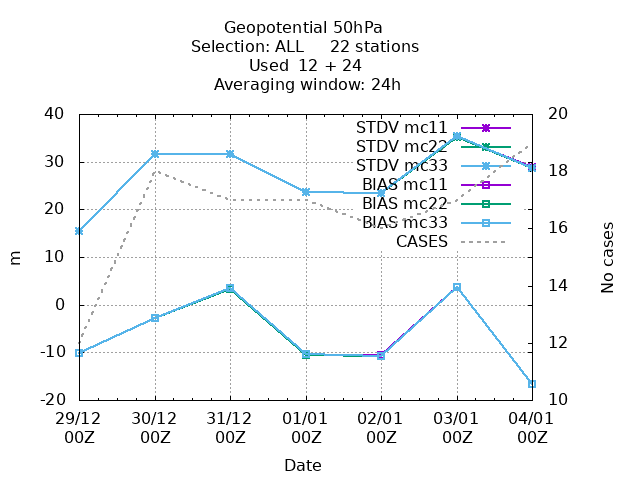 Geopotential 50hPa
Selection: ALL 22 stations
Used 12 + 24
Averaging window: 24h
40
30
20
10
0
-10
-20
m
20
18
16
14
12
10
No cases
STDV mc11
STDV mc22
STDV mc33
BIAS mc11
BIAS mc22
BIAS mc33
CASES
29/12 30/12 31/12 01/01 02/01 03/01 04/01
00Z 00Z 00Z 00Z 00Z 00Z 00Z
Date